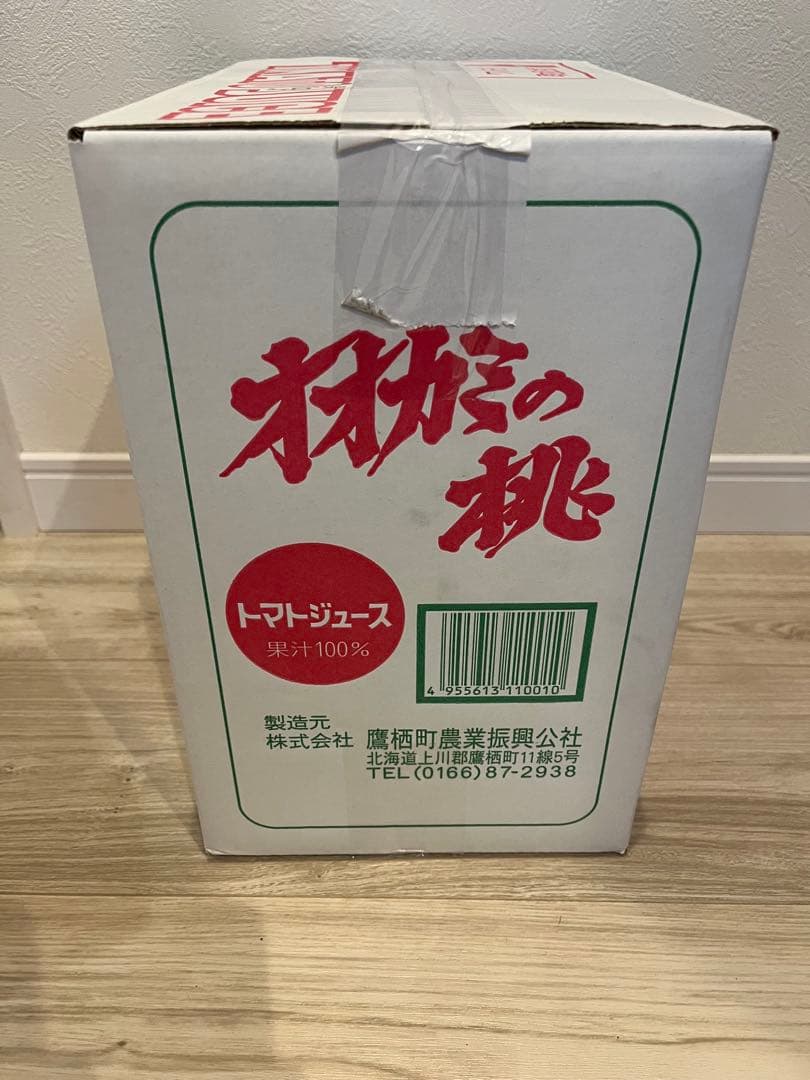 オオカミの
桃
トマトジュース
果汁100%
4 955613 110010
製造元
株式会社 鷹栖町農業振興公社
北海道上川郡鷹栖町11線5号
TEL(0166)87-2938